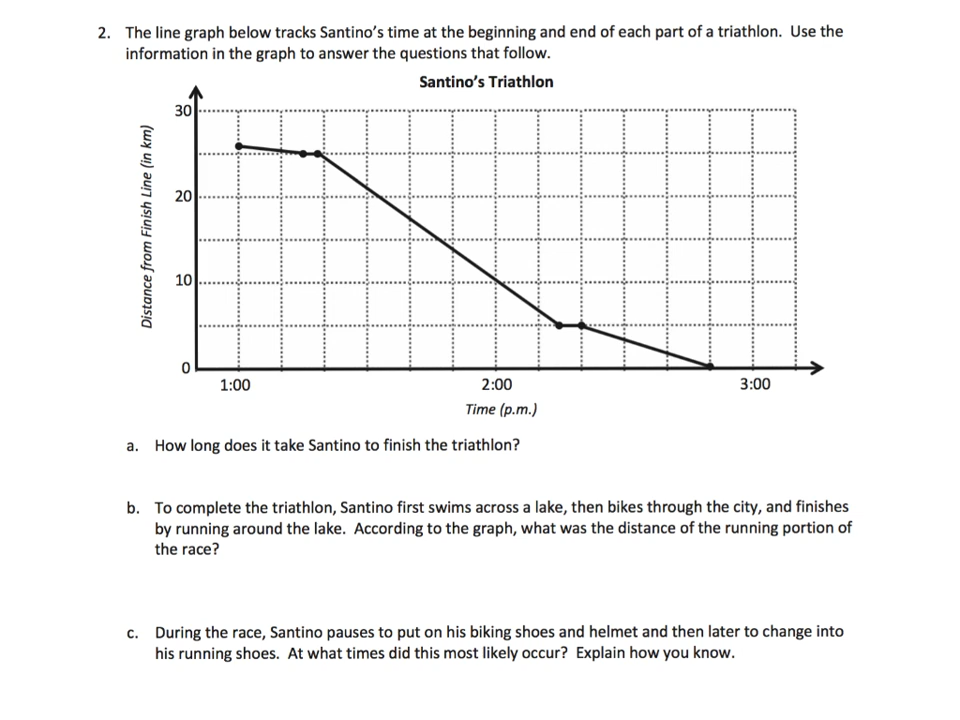 2. The line graph below tracks Santino’s time at the beginning and end of each part of a triathlon. Use the
information in the graph to answer the questions that follow.
Santino’s Triathlon
Distance from Finish Line (in km)
30
20
10
0
1:00 2:00 3:00
Time (p.m.)
a. How long does it take Santino to finish the triathlon?
b. To complete the triathlon, Santino first swims across a lake, then bikes through the city, and finishes
by running around the lake. According to the graph, what was the distance of the running portion of
the race?
c. During the race, Santino pauses to put on his biking shoes and helmet and then later to change into
his running shoes. At what times did this most likely occur? Explain how you know.